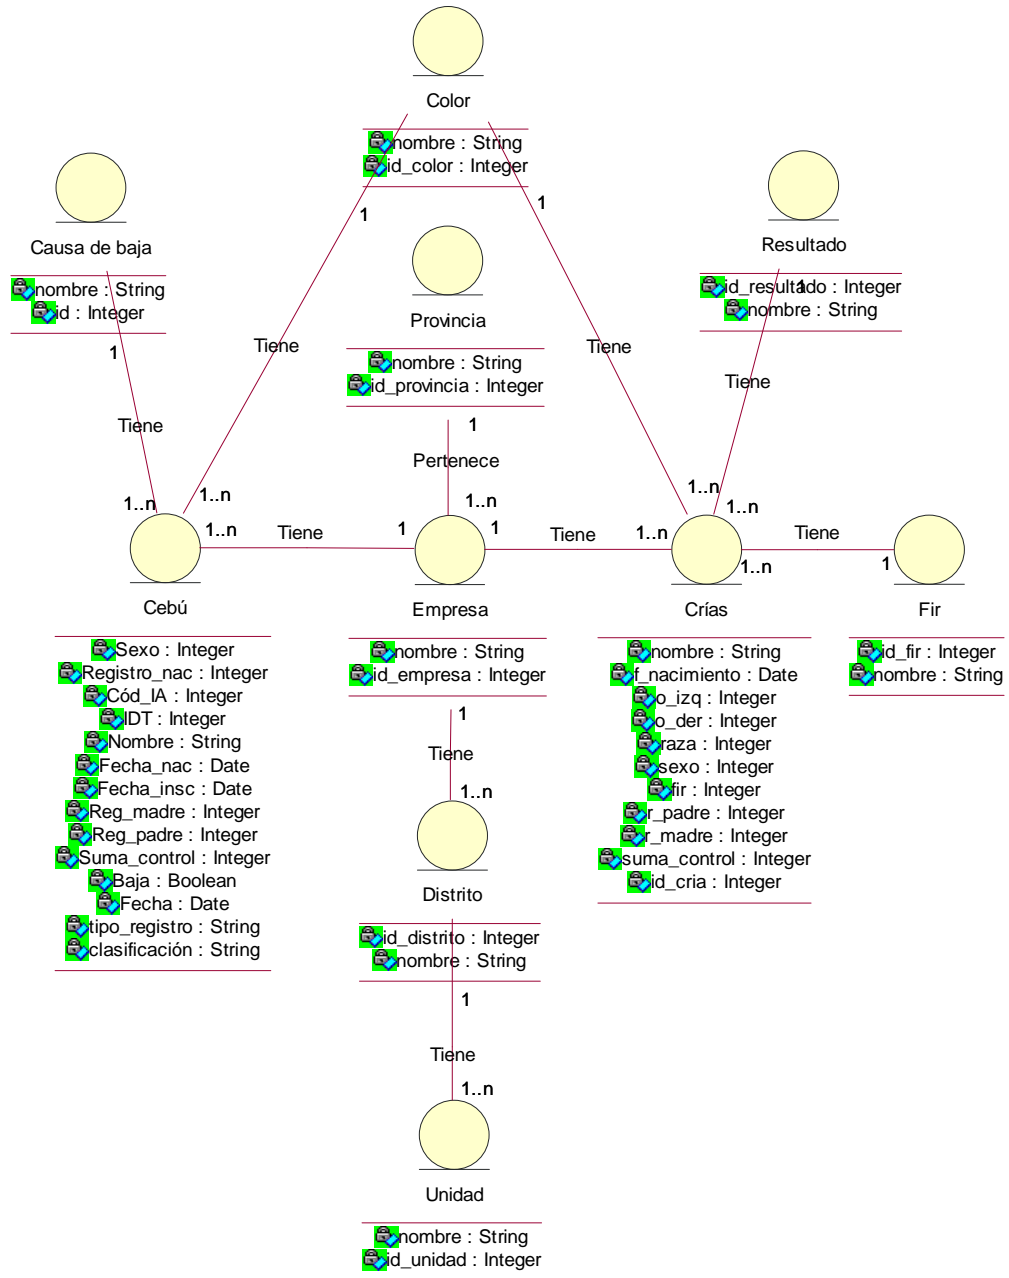 Color
nombre : String
id_color : Integer
1
1
Causa de baja
nombre : String
id : Integer
1
Resultado
id_resultado : Integer
nombre : String
1
Provincia
nombre : String
id_provincia : Integer
1
Tiene
Tiene
Tiene
Tiene
Pertenece
1..n
1..n
1..n
1..n
1..n
1..n
Tiene
1
1
Tiene
1..n
1..n
Tiene
1
Cebú
Sexo : Integer
Registro_nac : Integer
Cód_IA : Integer
IDT : Integer
Nombre : String
Fecha_nac : Date
Fecha_insc : Date
Reg_madre : Integer
Reg_padre : Integer
Suma_control : Integer
Baja : Boolean
Fecha : Date
tipo_registro : String
clasificación : String
Empresa
nombre : String
id_empresa : Integer
1
Tiene
1..n
Crías
nombre : String
f_nacimiento : Date
o_izq : Integer
o_der : Integer
raza : Integer
sexo : Integer
fir : Integer
r_padre : Integer
r_madre : Integer
suma_control : Integer
id_cria : Integer
Fir
id_fir : Integer
nombre : String
Distrito
id_distrito : Integer
nombre : String
1
Tiene
1..n
Unidad
nombre : String
id_unidad : Integer